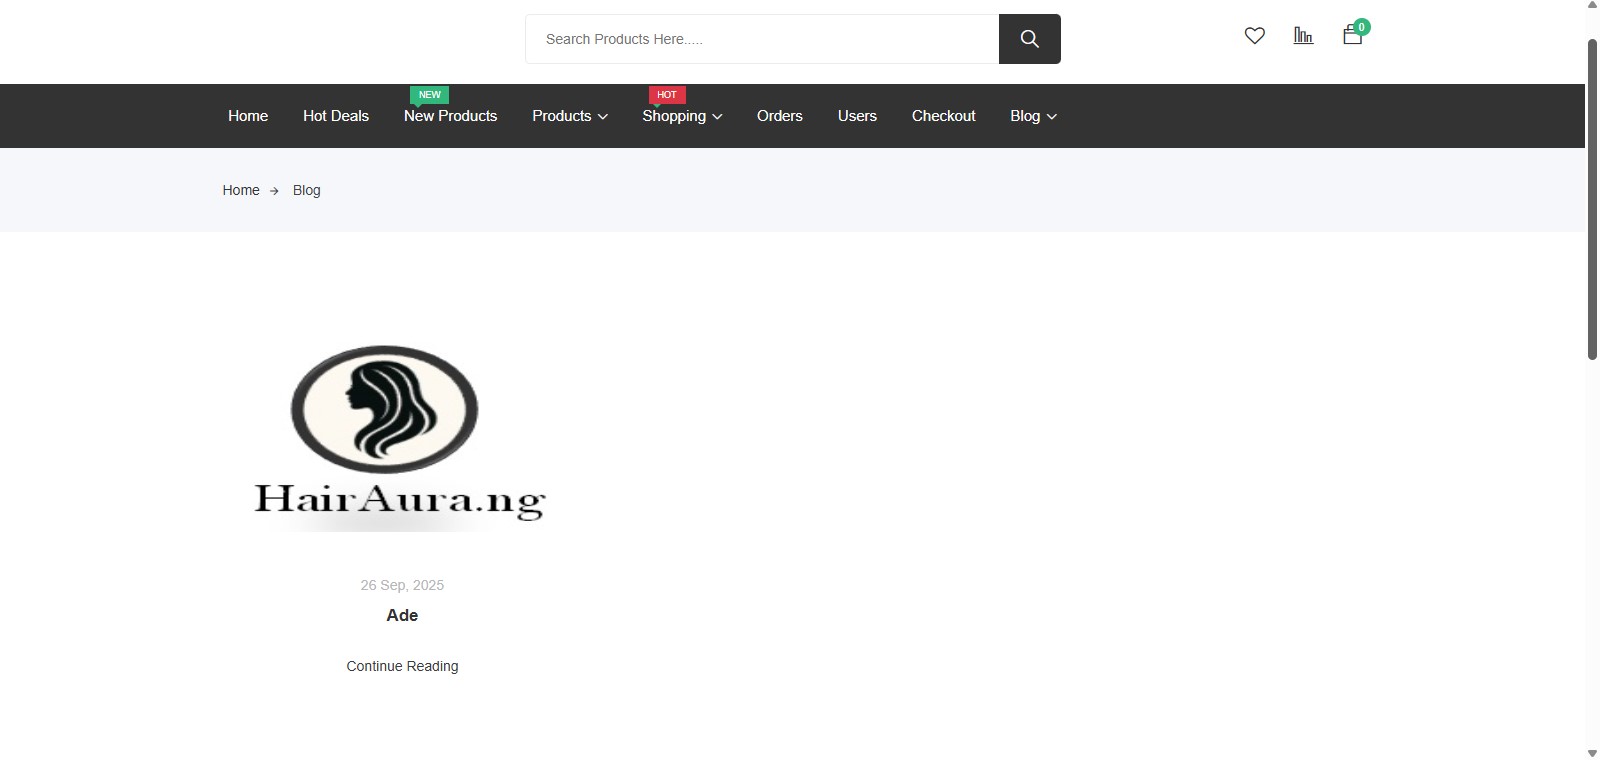 Search Products Here.....
0
NEW
HOT
Home Hot Deals New Products Products Shopping Orders Users Checkout Blog
Home → Blog
HairAura.ng
26 Sep, 2025
Ade
Continue Reading